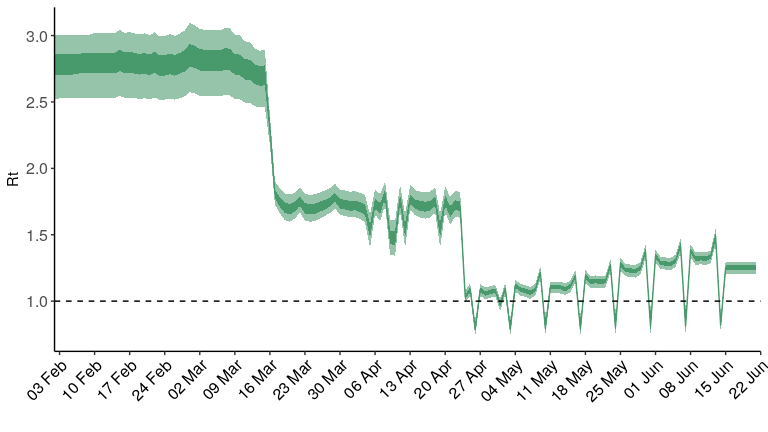 3.0
2.5
2.0
1.5
1.0
Rt
03 Feb
10 Feb
17 Feb
24 Feb
02 Mar
09 Mar
16 Mar
23 Mar
30 Mar
06 Apr
13 Apr
20 Apr
27 Apr
04 May
11 May
18 May
25 May
01 Jun
08 Jun
15 Jun
22 Jun